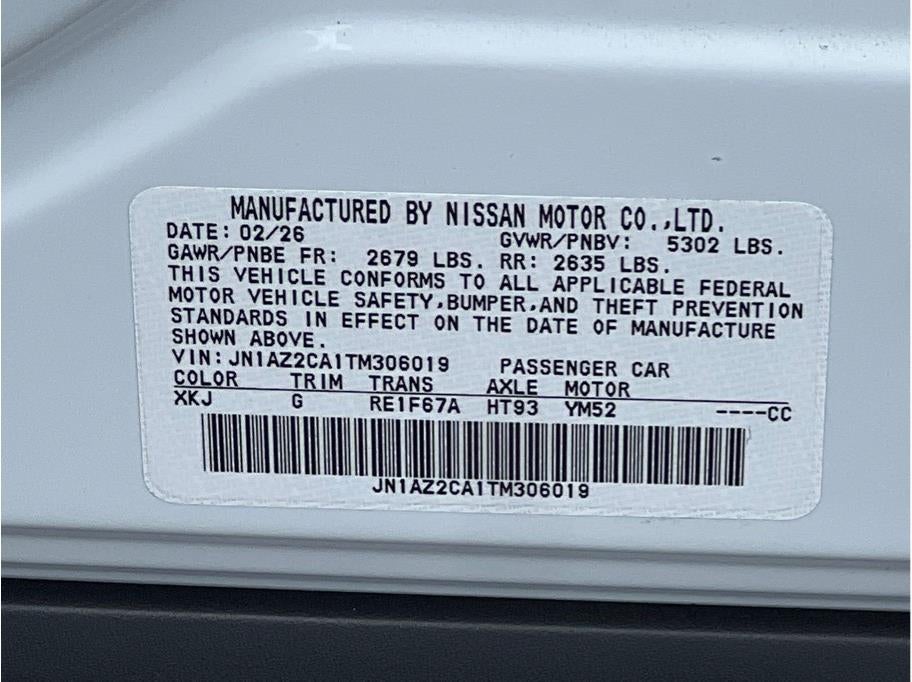 MANUFACTURED BY NISSAN MOTOR CO.,LTD.
DATE: 02/26 GVWR/PNBV: 5302 LBS.
GAWR/PNBE FR: 2679 LBS. RR: 2635 LBS.
THIS VEHICLE CONFORMS TO ALL APPLICABLE FEDERAL
MOTOR VEHICLE SAFETY,BUMPER,AND THEFT PREVENTION
STANDARDS IN EFFECT ON THE DATE OF MANUFACTURE
SHOWN ABOVE.
VIN:JN1AZ2CA1TM306019 PASSENGER CAR
COLOR TRIM TRANS AXLE MOTOR
XKJ G RE1F67A HT93 YM52 ----CC
JN1AZ2CA1TM306019